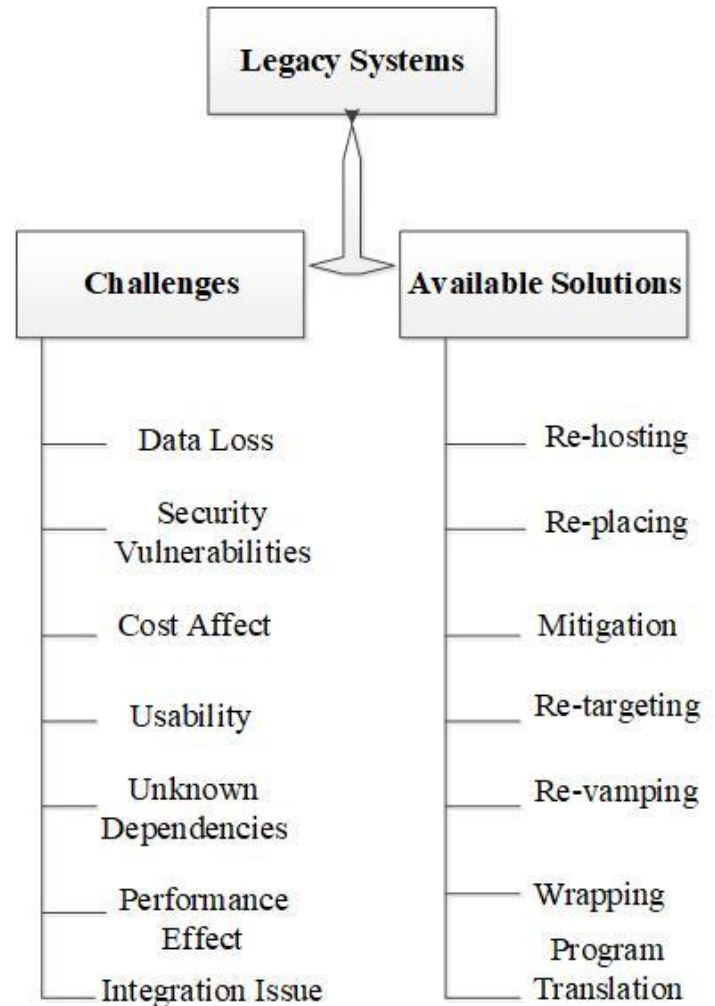 Legacy Systems
Challenges
Data Loss
Security
Vulnerabilities
Cost Affect
Usability
Unknown
Dependencies
Performance
Effect
Integration Issue
Available Solutions
Re-hosting
Re-placing
Mitigation
Re-targeting
Re-vamping
Wrapping
Program
Translation